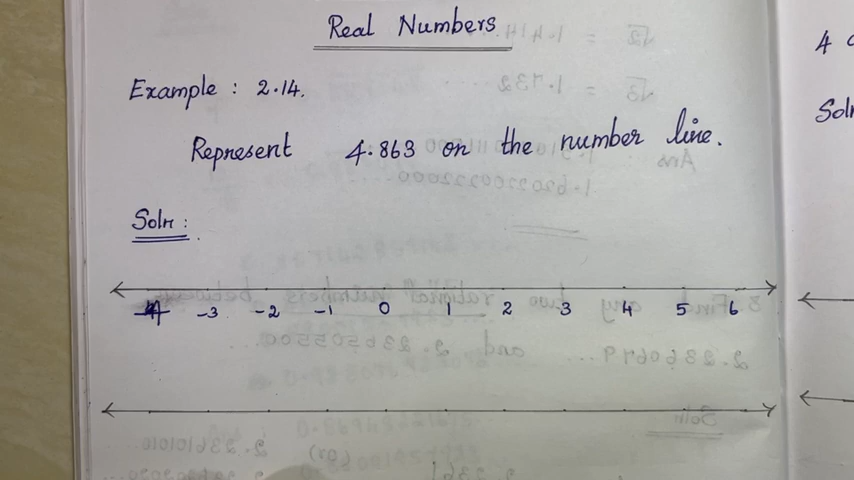 Real Numbers
Example : 2.14.
Represent 4.863 on the number line.
Soln :
-3 -2 -1 0 1 2 3 4 5 6
4
Soln